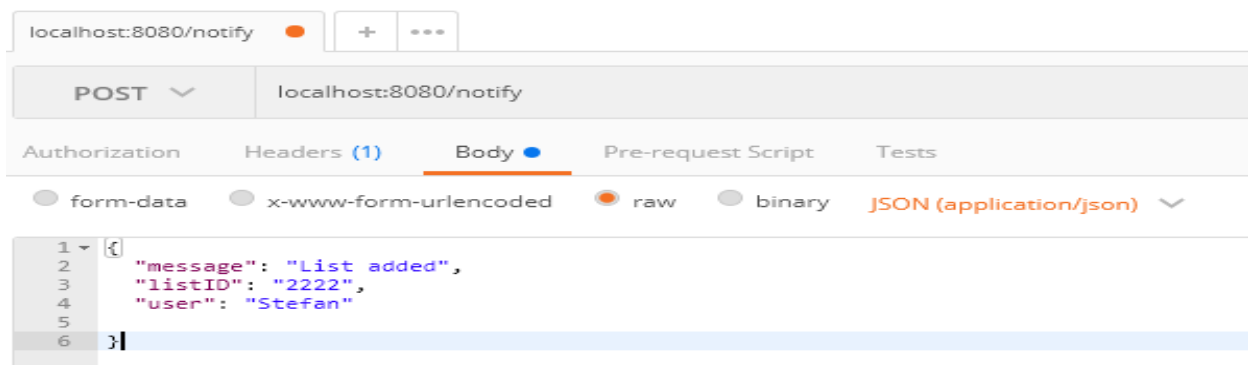 localhost:8080/notify + •••
POST localhost:8080/notify
Authorization Headers (1) Body Pre-request Script Tests
form-data x-www-form-urlencoded raw binary JSON (application/json)
1 {
2 "message": "List added",
3 "listID": "2222",
4 "user": "Stefan"
5
6 }